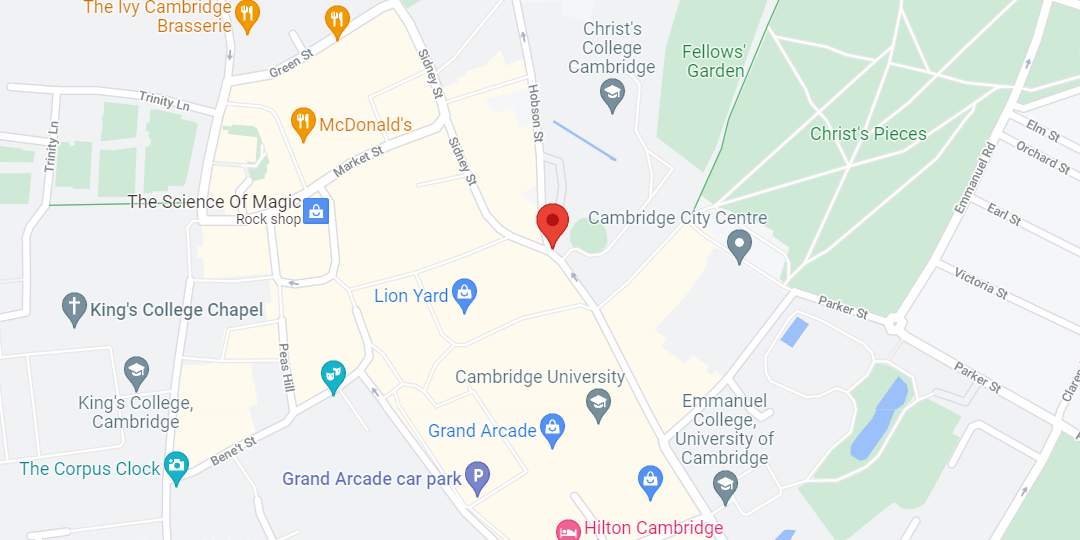 The Ivy Cambridge
Brasserie
Green St
Sidney St
Christ's
College
Cambridge
Fellows'
Garden
Trinity Ln
Trinity Ln
McDonald's
Market St
Sidney St
Hobson St
Christ's Pieces
Elm St
Orchard St
Emmanuel Rd
Earl St
The Science Of Magic
Rock shop
Cambridge City Centre
Victoria St
Lion Yard
King's College Chapel
Parker St
Parker St
Peas Hill
Cambridge University
King's College,
Cambridge
Emmanuel
College,
University of
Cambridge
Grand Arcade
Bene't St
The Corpus Clock
Grand Arcade car park
P
Hilton Cambridge